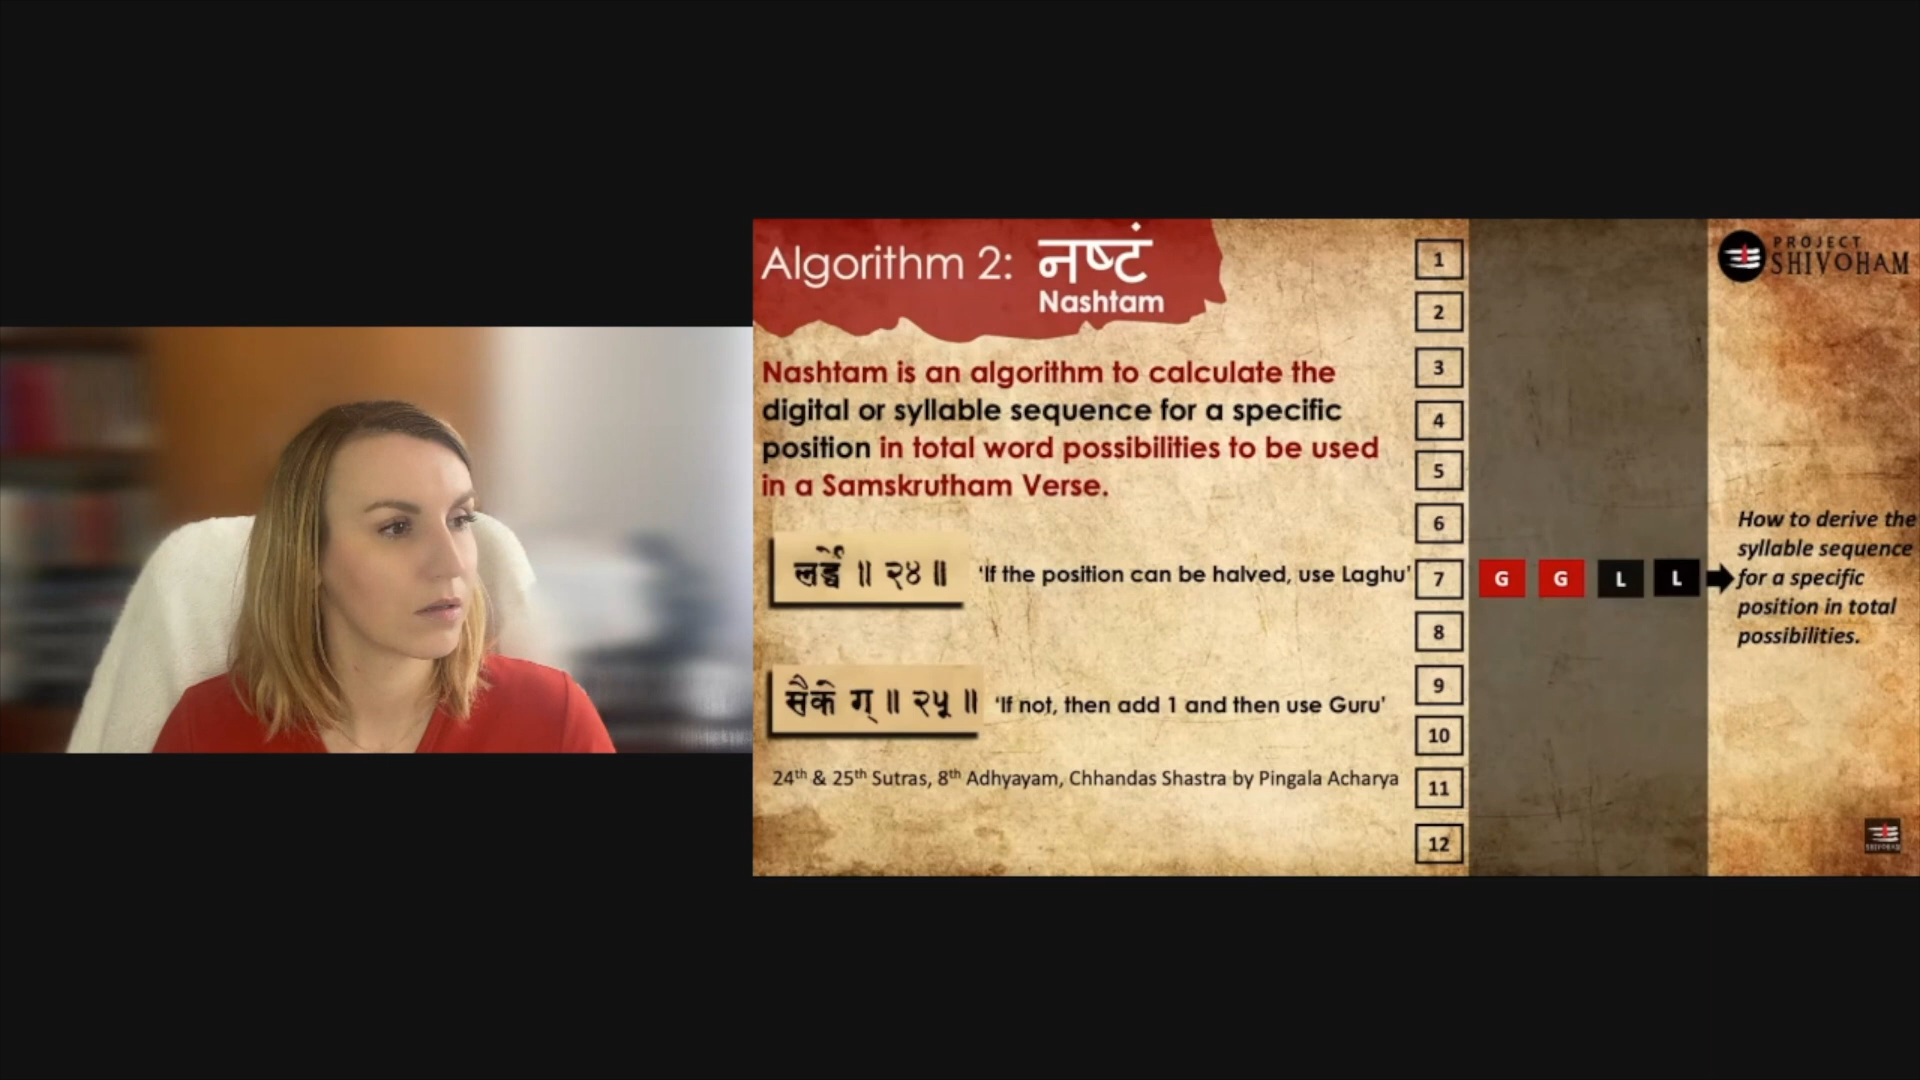 Algorithm 2: नष्टं
Nashtam
Nashtam is an algorithm to calculate the
digital or syllable sequence for a specific
position in total word possibilities to be used
in a Samskrutham Verse.
॥ २४ ॥ 'If the position can be halved, use Laghu'
सैके ग् ॥ २५ ॥ 'If not, then add 1 and then use Guru'
24th & 25th Sutras, 8th Adhyayam, Chhandas Shastra by Pingala Acharya
1
2
3
4
5
6
7 G G L L
8
9
10
11
12
PROJECT
SHIVOHAM
How to derive the
syllable sequence
for a specific
position in total
possibilities.
SHIVOHAM